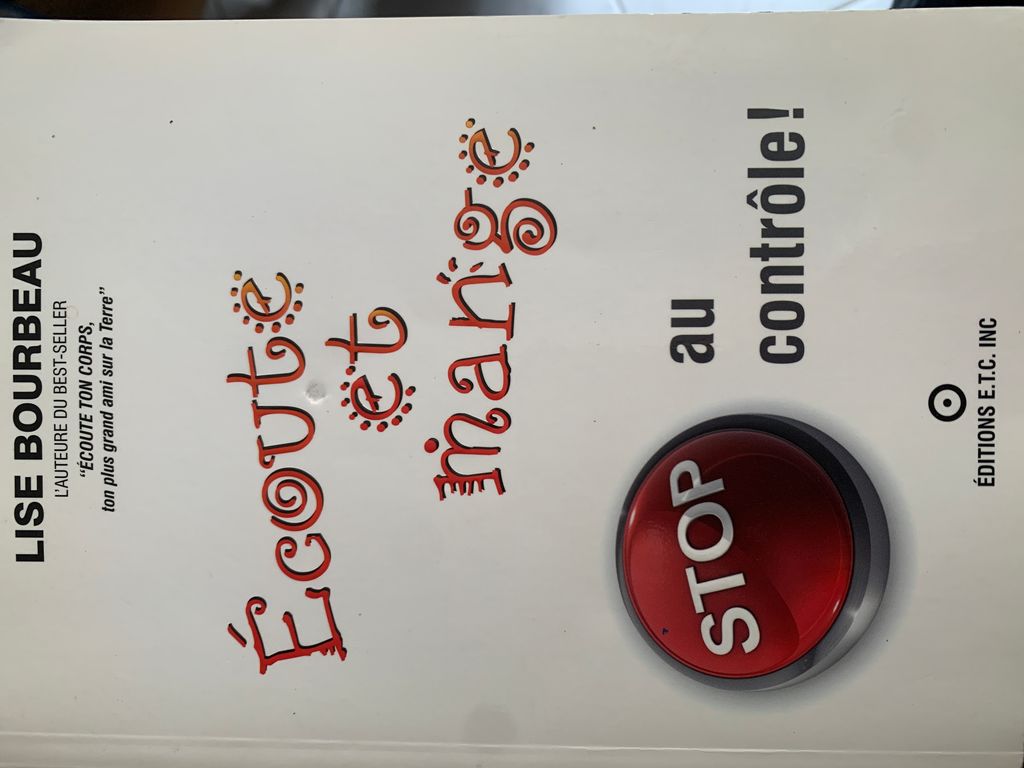 LISE BOURBEAU
L'AUTEURE DU BEST-SELLER
“ÉCOUTE TON CORPS,
ton plus grand ami sur la Terre”
Écoute
et
mange
STOP
au
contrôle!
ÉDITIONS E.T.C. INC